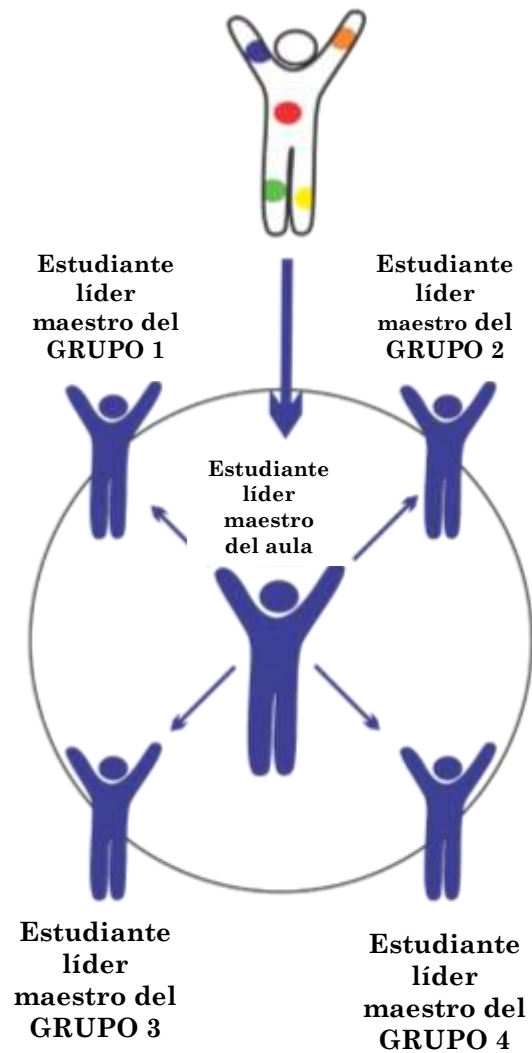 Estudiante
líder
maestro del
GRUPO 1
Estudiante
líder
maestro del
GRUPO 2
Estudiante
líder
maestro
del aula
Estudiante
líder
maestro del
GRUPO 3
Estudiante
líder
maestro del
GRUPO 4